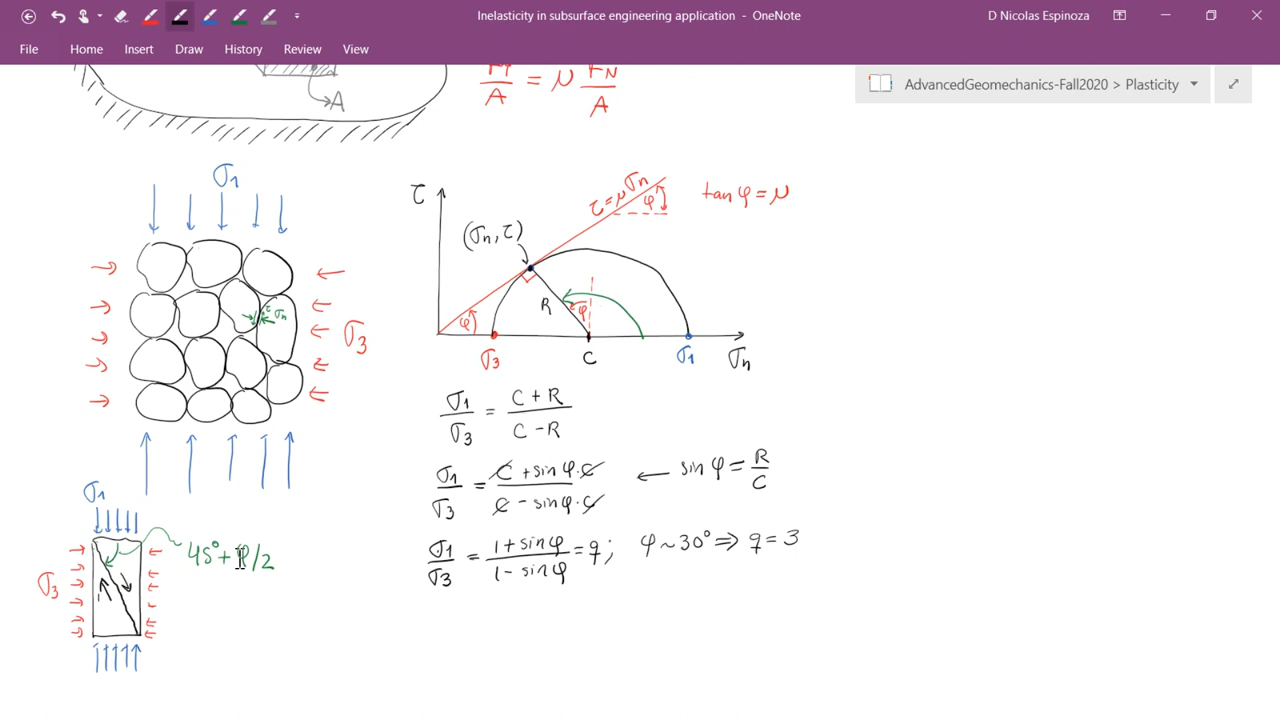 Inelasticity in subsurface engineering application - OneNote
D Nicolas Espinoza
File Home Insert Draw History Review View
AdvancedGeomechanics-Fall2020 > Plasticity
A
A = μ A
σ1
σ3
τ σn
τ
(σn, τ)
τ = μ σn
φ
tan φ = μ
R
φ
φ
σ3
C
σ1
σn
σ1/σ3 = C + R / C - R
σ1/σ3 = C + sin φ · C / C - sin φ · C ← sin φ = R/C
σ1/σ3 = 1 + sin φ / 1 - sin φ = q; φ ~ 30° ⇒ q = 3
σ1
σ3
45° + φ/2